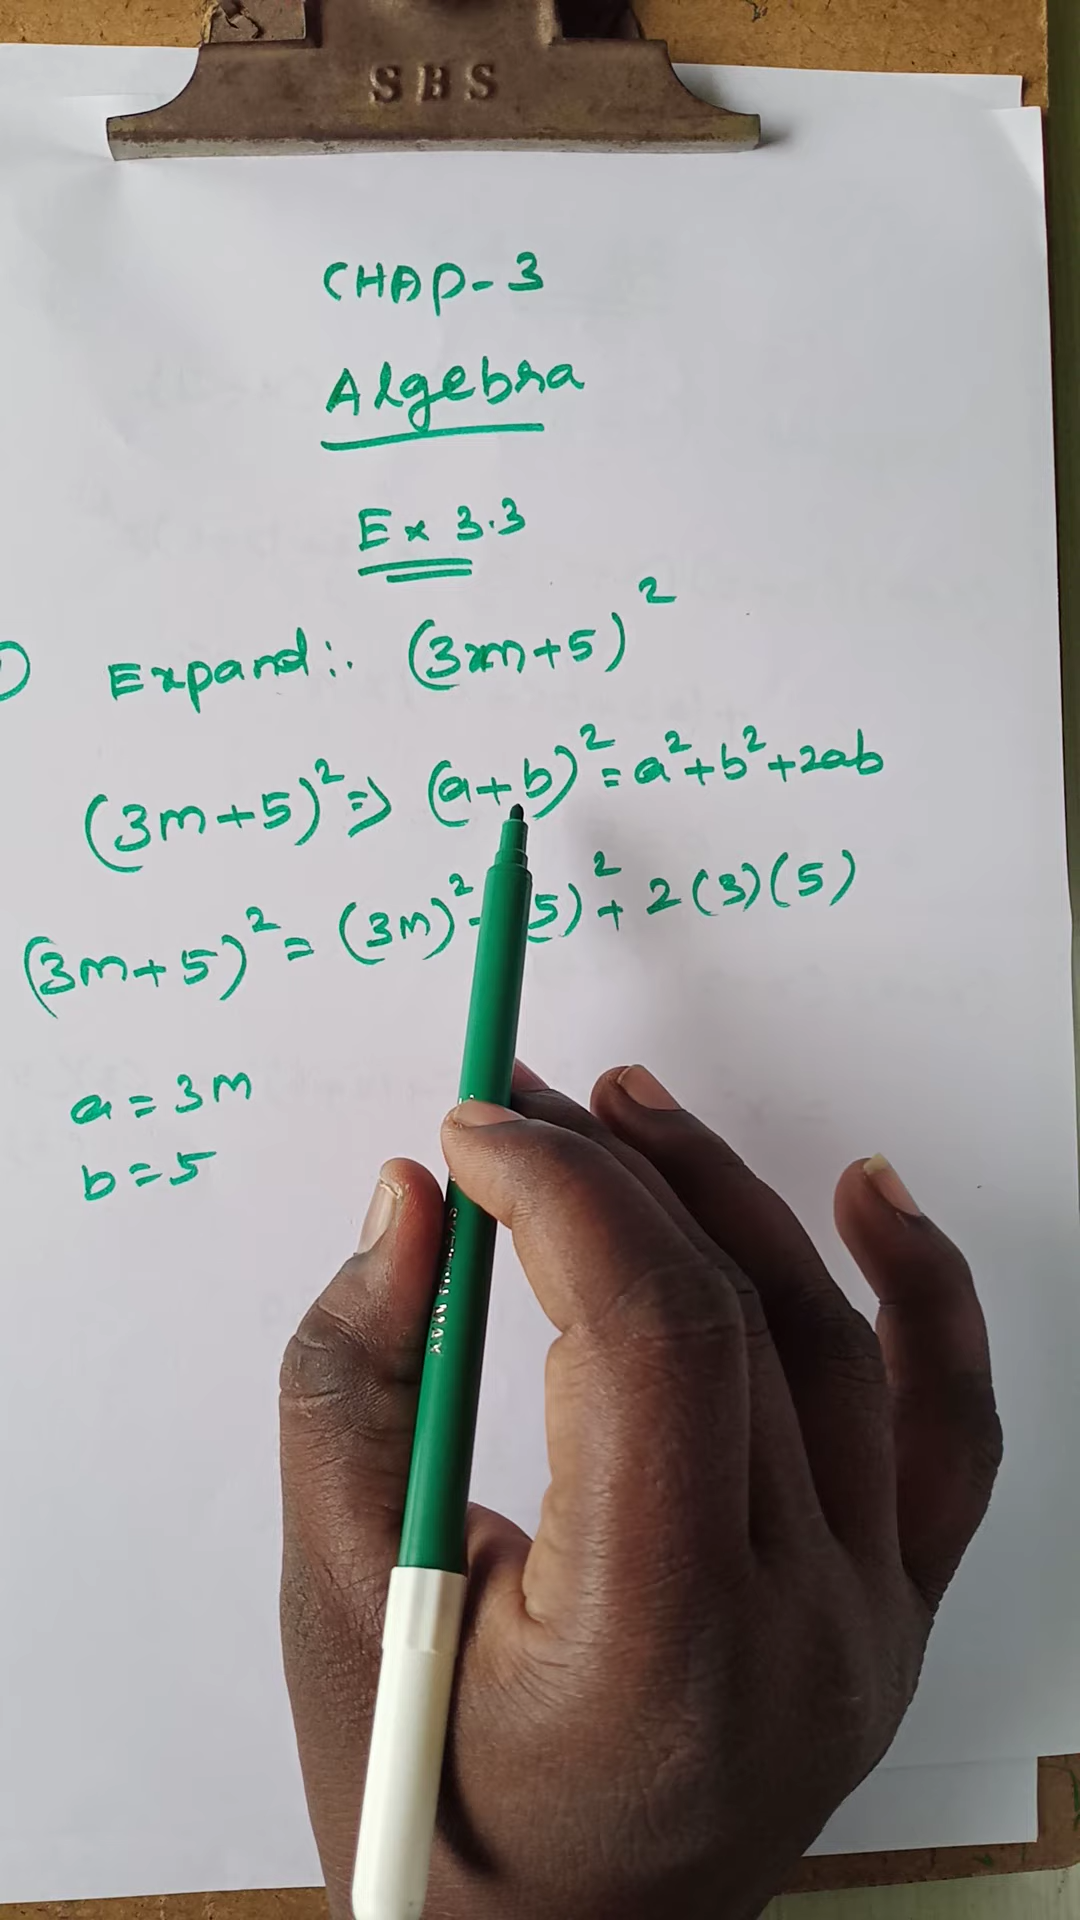 SBS
CHAP-3
Algebra
Ex 3.3
Expand:. (3m+5)²
(3m+5)² ⇒ (a+b)² = a²+b²+2ab
(3m+5)² = (3m)² 5)² + 2(3)(5)
a = 3m
b = 5